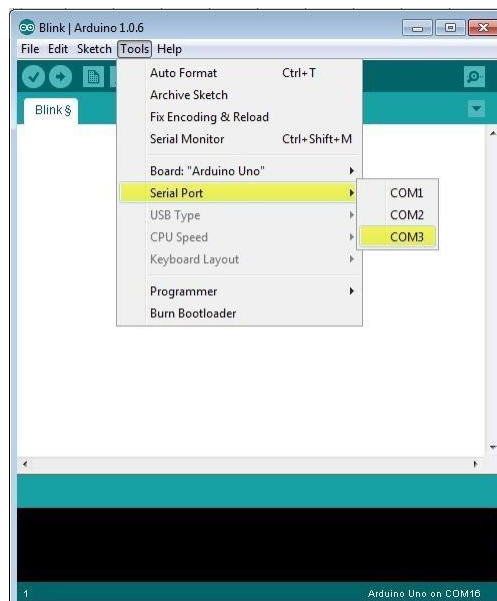 Blink | Arduino 1.0.6
File Edit Sketch Tools Help
Blink §
Auto Format Ctrl+T
Archive Sketch
Fix Encoding & Reload
Serial Monitor Ctrl+Shift+M
Board: "Arduino Uno"
Serial Port
COM1
USB Type
COM2
CPU Speed
COM3
Keyboard Layout
Programmer
Burn Bootloader
1
Arduino Uno on COM16